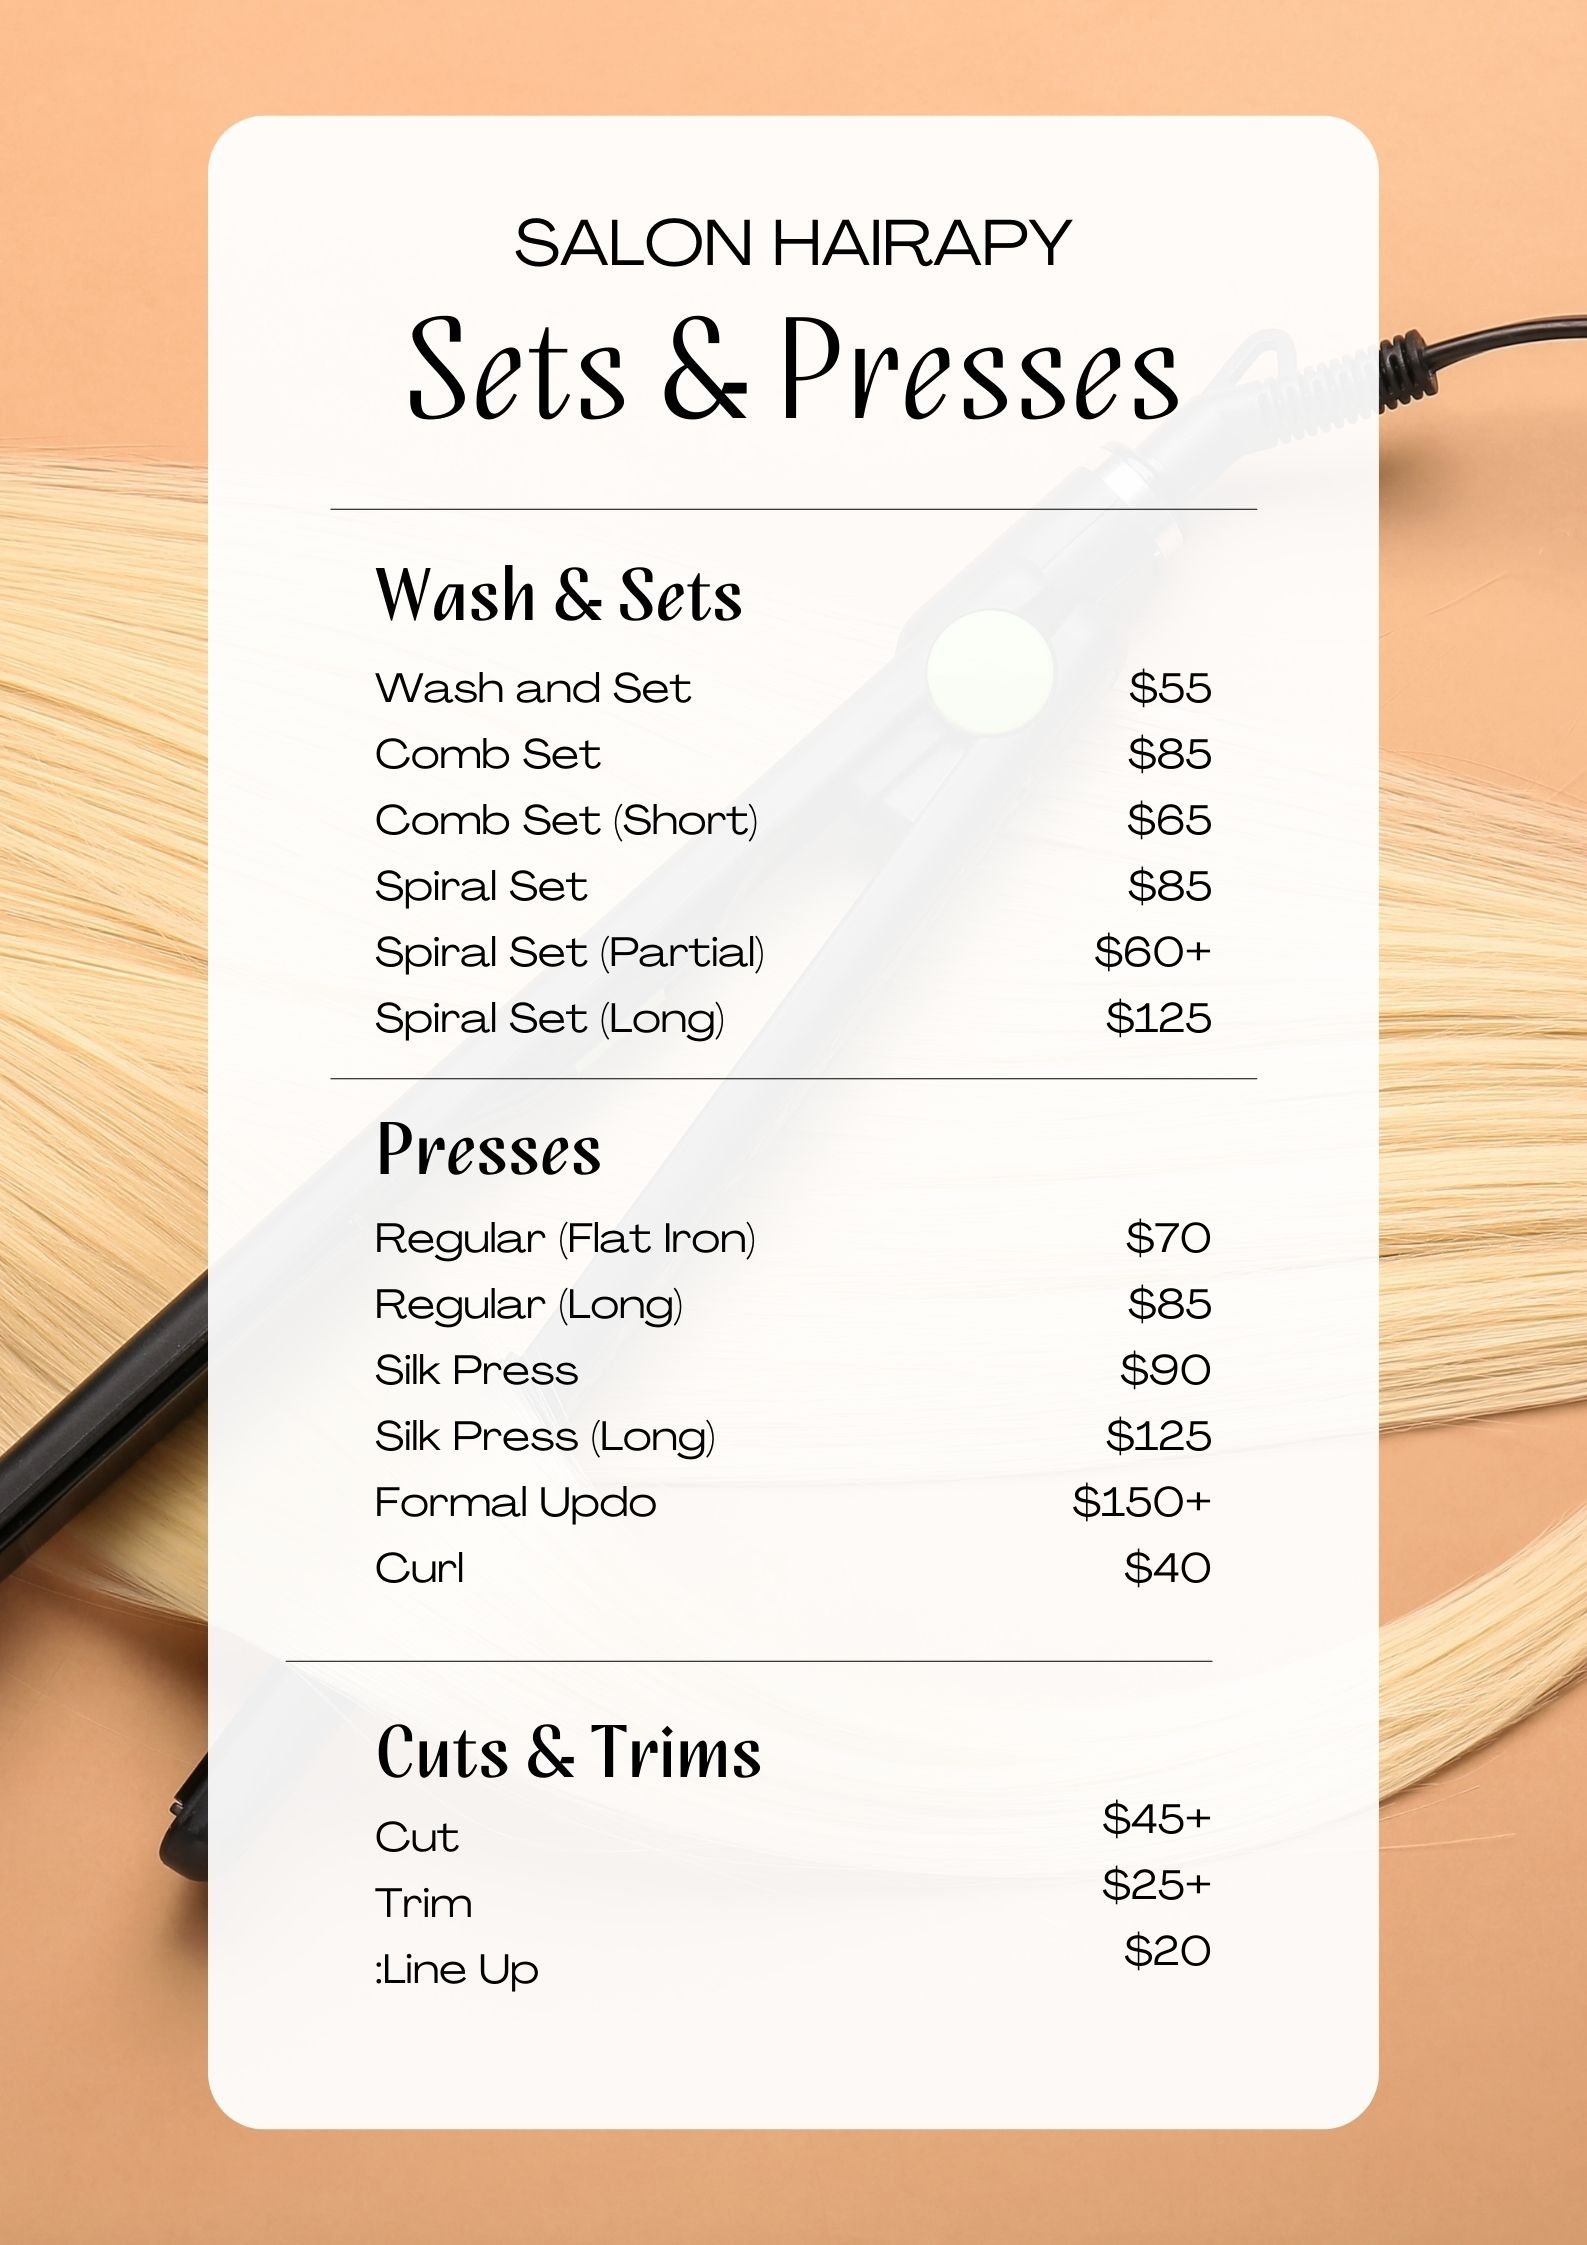 SALON HAIRAPY
Sets & Presses
Wash & Sets
Wash and Set $55
Comb Set $85
Comb Set (Short) $65
Spiral Set $85
Spiral Set (Partial) $60+
Spiral Set (Long) $125
Presses
Regular (Flat Iron) $70
Regular (Long) $85
Silk Press $90
Silk Press (Long) $125
Formal Updo $150+
Curl $40
Cuts & Trims
Cut $45+
Trim $25+
:Line Up $20